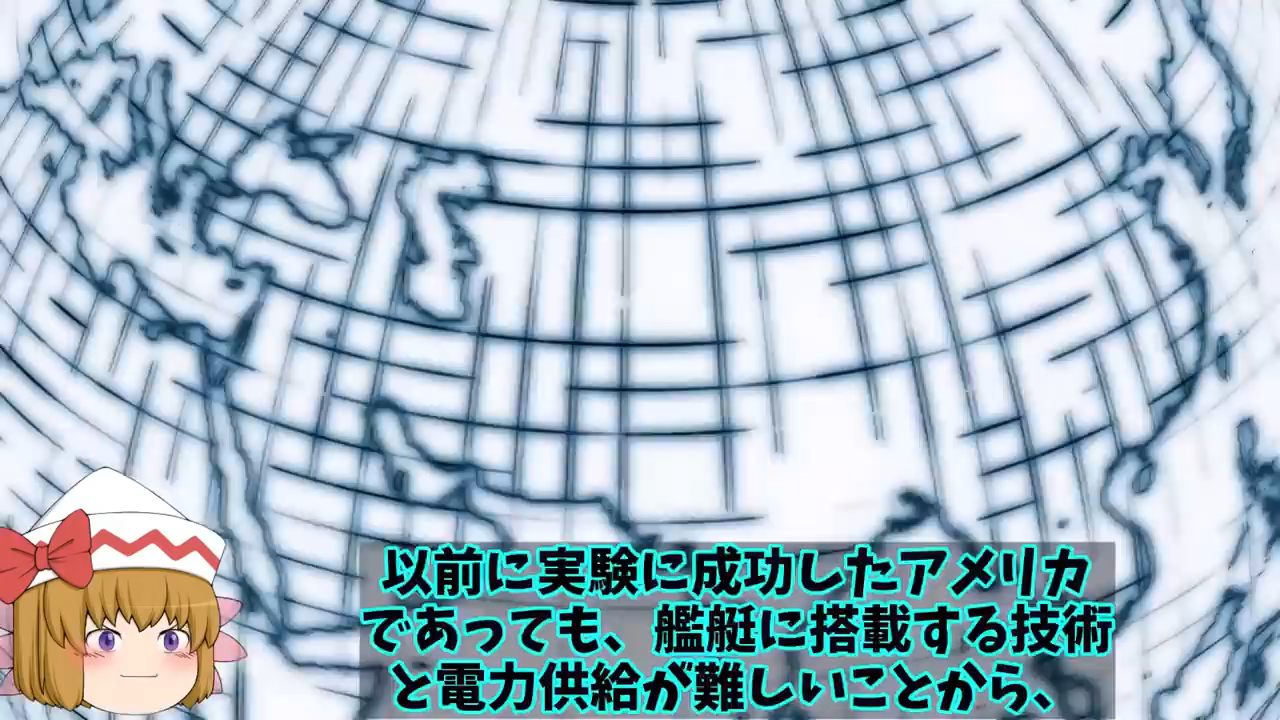 以前に実験に成功したアメリカ
であっても、艦艇に搭載する技術
と電力供給が難しいことから、